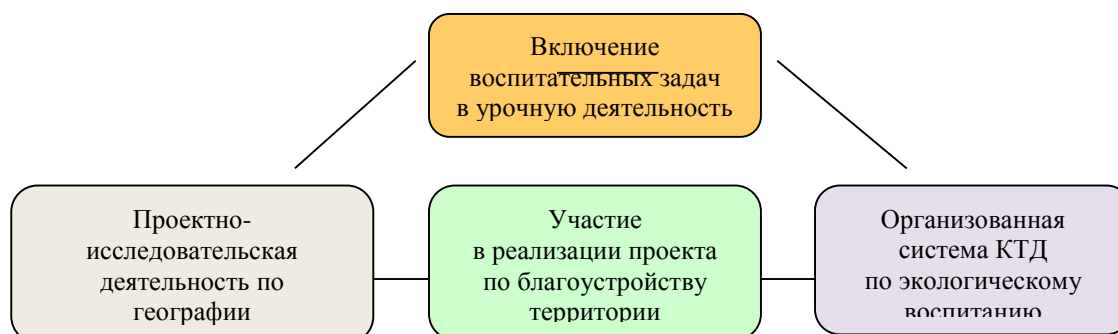 Включение
воспитательных задач
в урочную деятельность
Проектно-
исследовательская
деятельность по
географии
Участие
в реализации проекта
по благоустройству
территории
Организованная
система КТД
по экологическому
воспитанию